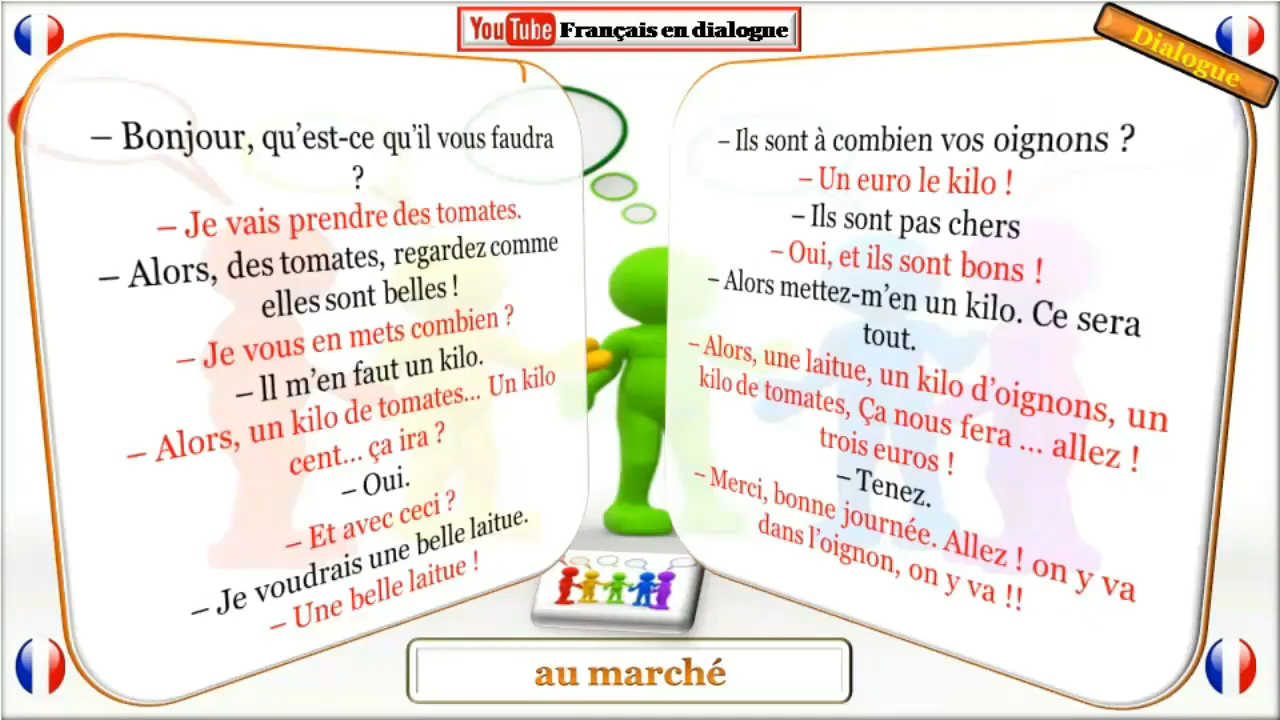 YouTube Français en dialogue
Dialogue
– Bonjour, qu’est-ce qu’il vous faudra
?
– Je vais prendre des tomates.
– Alors, des tomates, regardez comme
elles sont belles !
– Je vous en mets combien ?
– ll m’en faut un kilo.
– Alors, un kilo de tomates... Un kilo
cent... ça ira ?
– Oui.
– Et avec ceci ?
– Je voudrais une belle laitue.
– Une belle laitue !
– Ils sont à combien vos oignons ?
– Un euro le kilo !
– Ils sont pas chers
– Oui, et ils sont bons !
– Alors mettez-m’en un kilo. Ce sera
tout.
– Alors, une laitue, un kilo d’oignons, un
kilo de tomates, Ça nous fera ... allez !
trois euros !
– Tenez.
– Merci, bonne journée. Allez ! on y va
dans l’oignon, on y va !!
au marché